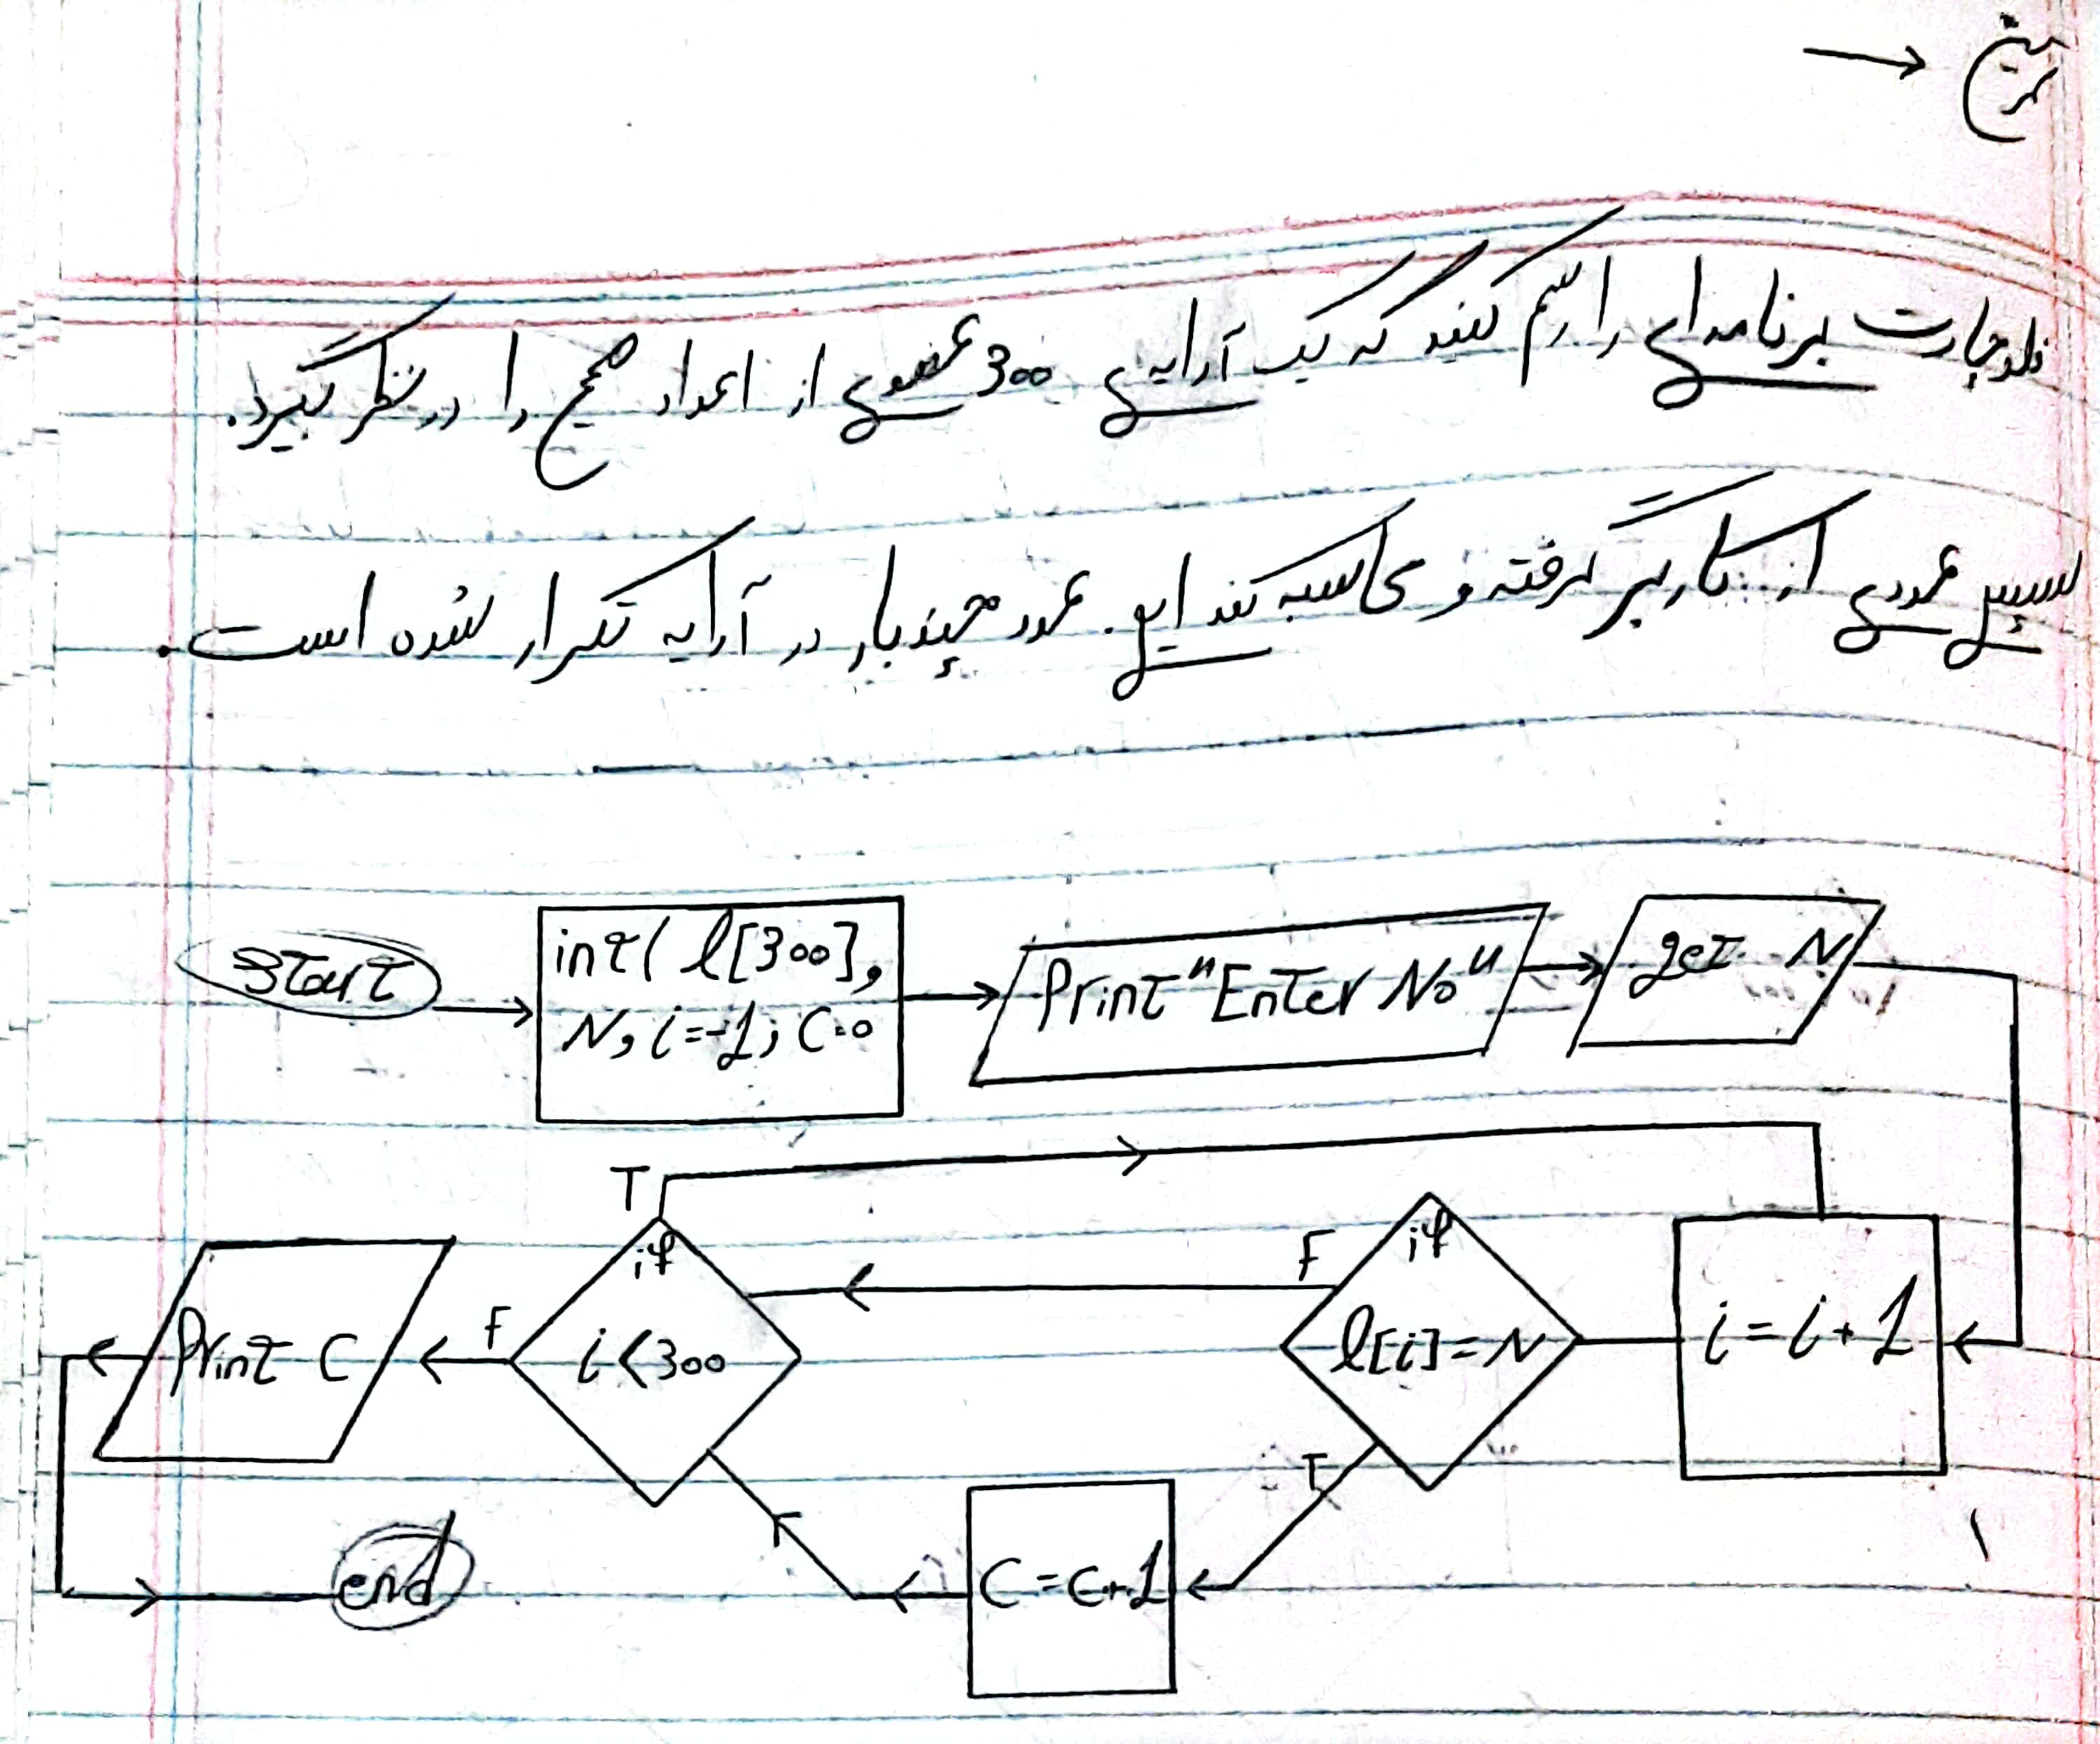 تمرین →
فلوچارت برنامه‌ای را رسم کنید که یک آرایه‌ی 300 عضوی از اعداد صحیح را در نظر بگیرد.
سپس عددی از کاربر گرفته و محاسبه کند این عدد چند بار در آرایه تکرار شده است.
Start
int l[300],
N, i=-1, C=0
Print "Enter No"
get N
i = i + 1
if
l[i] = N
F
T
C = C+1
if
i < 300
T
F
Print C
end